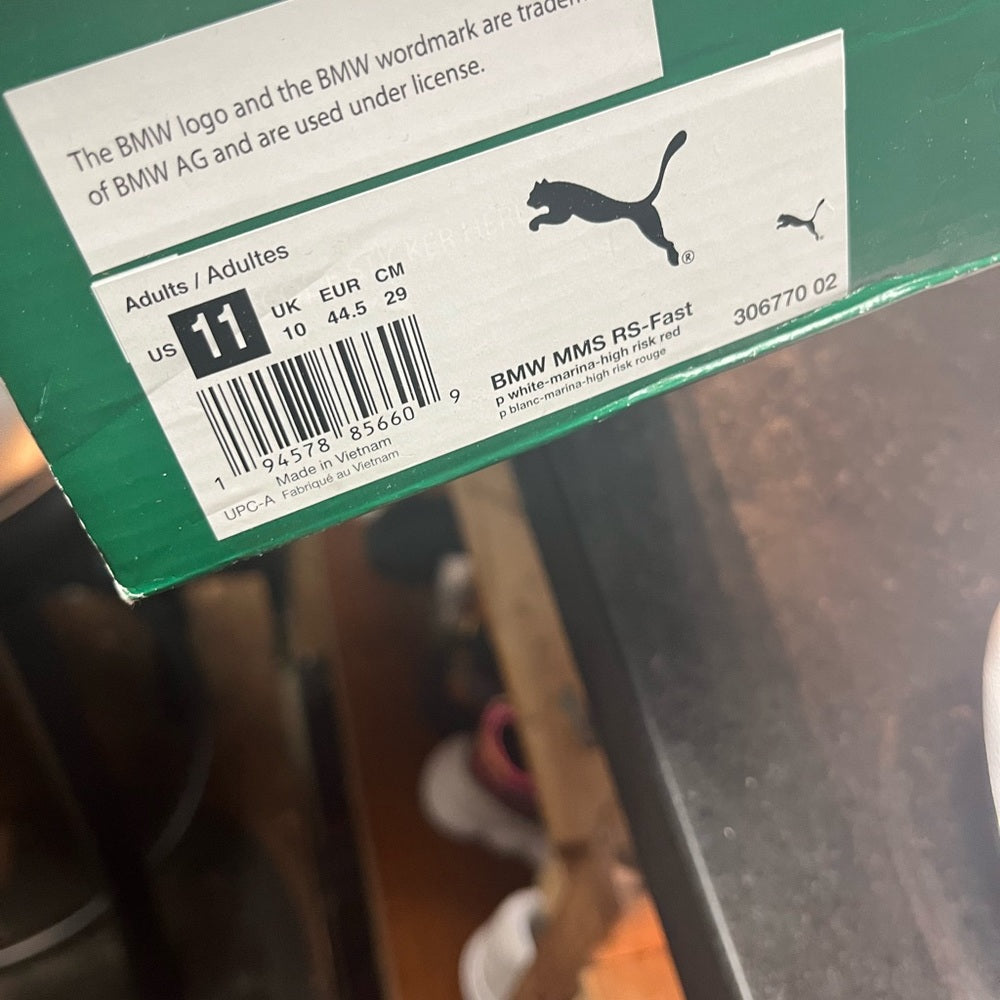 The BMW logo and the BMW wordmark are
of BMW AG and are used under license.
Adults / Adultes
US 11 UK 10 EUR 44.5 CM 29
1 94578 85660 9
Made in Vietnam
UPC-A Fabriqué au Vietnam
®
BMW MMS RS-Fast
p white-marina-high risk red
p blanc-marina-high risk rouge
306770 02